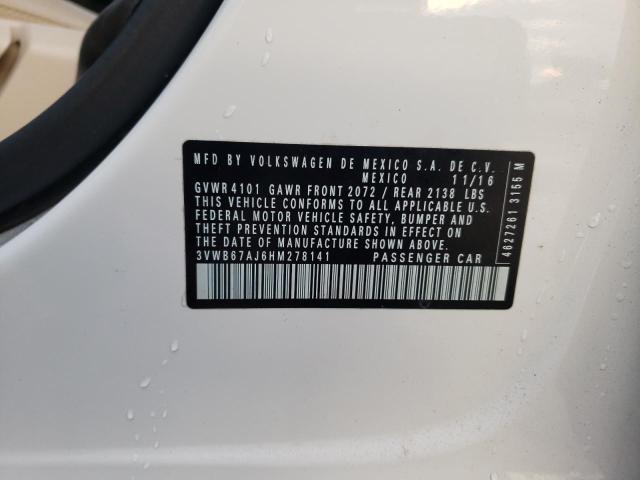 MFD BY VOLKSWAGEN DE MEXICO S.A. DE C.V.
MEXICO 11/16
GVWR 4101 GAWR FRONT 2072 / REAR 2138 LBS
THIS VEHICLE CONFORMS TO ALL APPLICABLE U.S.
FEDERAL MOTOR VEHICLE SAFETY, BUMPER AND
THEFT PREVENTION STANDARDS IN EFFECT ON
THE DATE OF MANUFACTURE SHOWN ABOVE.
3VWB67AJ6HM278141 PASSENGER CAR
4627261 3155 M